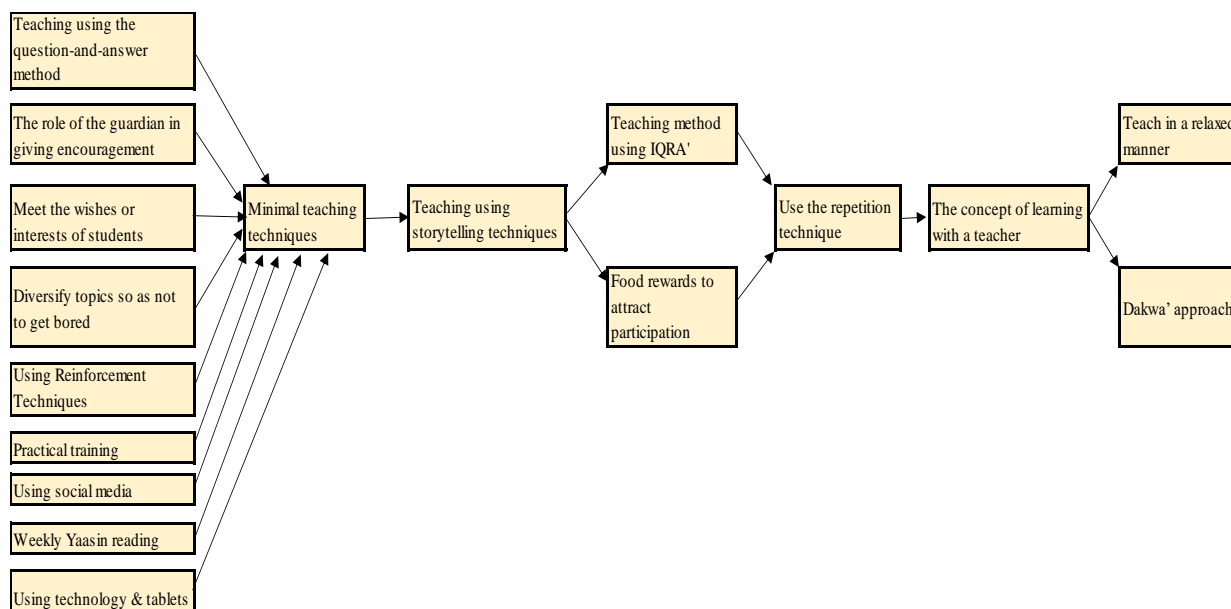 Teaching using the
question-and-answer
method
The role of the guardian in
giving encouragement
Meet the wishes or
interests of students
Diversify topics so as not
to get bored
Using Reinforcement
Techniques
Practical training
Using social media
Weekly Yaasin reading
Using technology & tablets
Minimal teaching
techniques
Teaching using
storytelling techniques
Teaching method
using IQRA'
Food rewards to
attract
participation
Use the repetition
technique
The concept of learning
with a teacher
Teach in a relaxed
manner
Dakwa’ approach